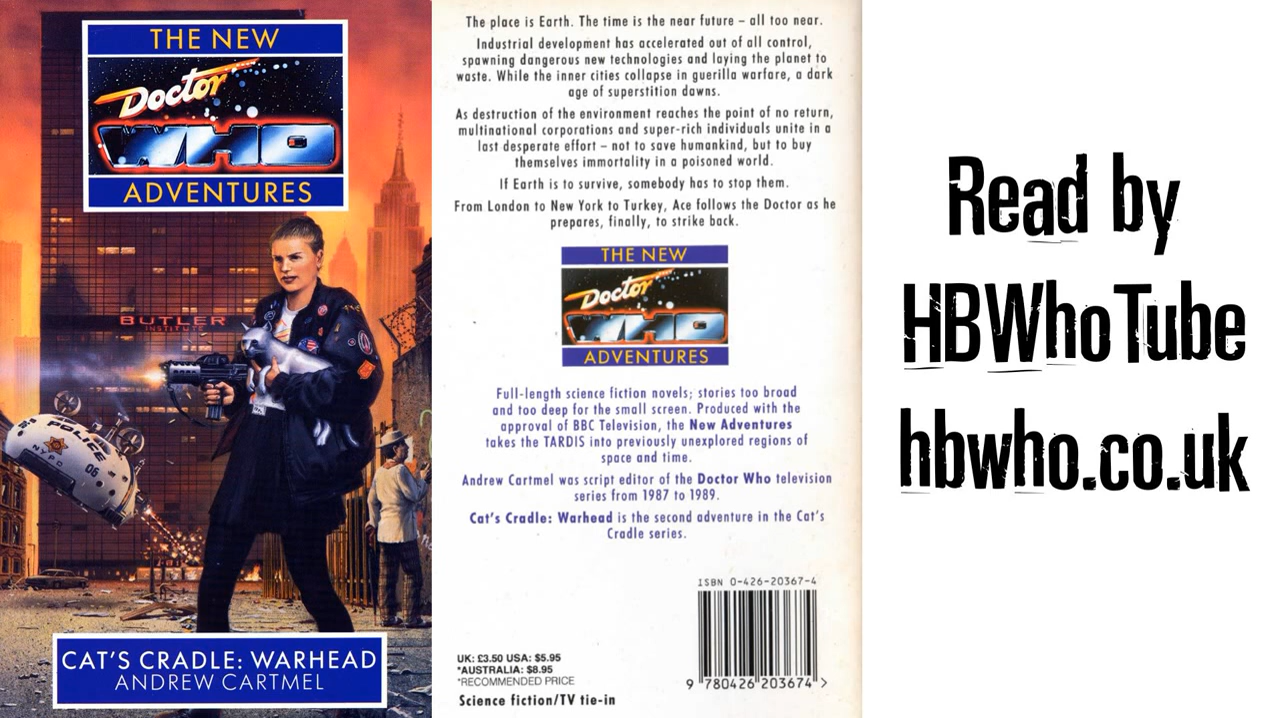 THE NEW
Doctor
WHO
ADVENTURES
BUTLER
INSTITUTE
POLICE
NYPD
06
CAT'S CRADLE: WARHEAD
ANDREW CARTMEL
The place is Earth. The time is the near future – all too near.
Industrial development has accelerated out of all control,
spawning dangerous new technologies and laying the planet to
waste. While the inner cities collapse in guerilla warfare, a dark
age of superstition dawns.
As destruction of the environment reaches the point of no return,
multinational corporations and super-rich individuals unite in a
last desperate effort – not to save humankind, but to buy
themselves immortality in a poisoned world.
If Earth is to survive, somebody has to stop them.
From London to New York to Turkey, Ace follows the Doctor as he
prepares, finally, to strike back.
THE NEW
Doctor
WHO
ADVENTURES
Full-length science fiction novels; stories too broad
and too deep for the small screen. Produced with the
approval of BBC Television, the New Adventures
takes the TARDIS into previously unexplored regions of
space and time.
Andrew Cartmel was script editor of the Doctor Who television
series from 1987 to 1989.
Cat's Cradle: Warhead is the second adventure in the Cat's
Cradle series.
ISBN 0-426-20367-4
9 780426 203674 >
UK: £3.50 USA: $5.95
*AUSTRALIA: $8.95
*RECOMMENDED PRICE
Science fiction/TV tie-in
Read by
HBWhoTube
hbwho.co.uk